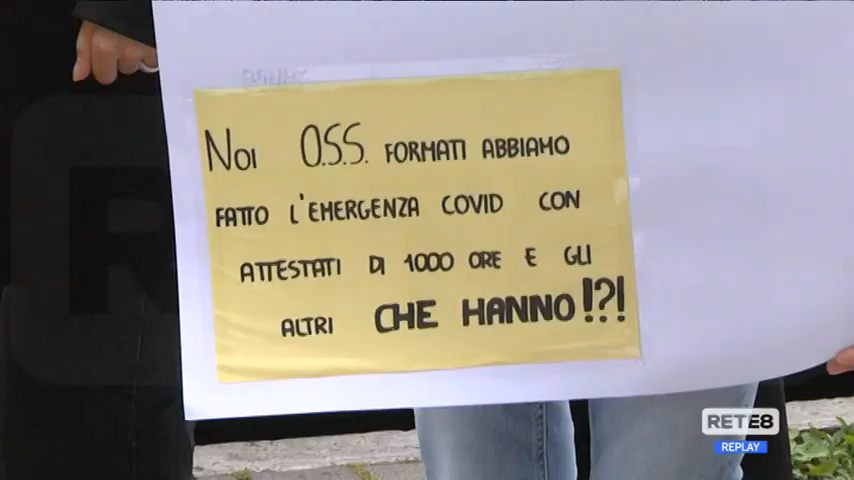 Noi O.S.S. FORMATI ABBIAMO
FATTO L'EMERGENZA COVID CON
ATTESTATI DI 1000 ORE E GLI
ALTRI CHE HANNO!?!
RETE8
REPLAY